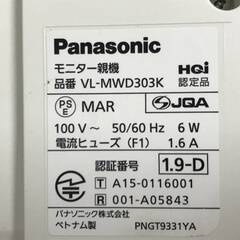 Panasonic
HQJ
モニター親機
認定品
品番 VL-MWD303K
PS E MAR JQA
100 V～ 50/60 Hz 6 W
電流ヒューズ (F1) 1.6 A
認証番号 1.9-D
T A15-0116001
R 001-A05843
パナソニック株式会社
ベトナム製 PNGT9331YA